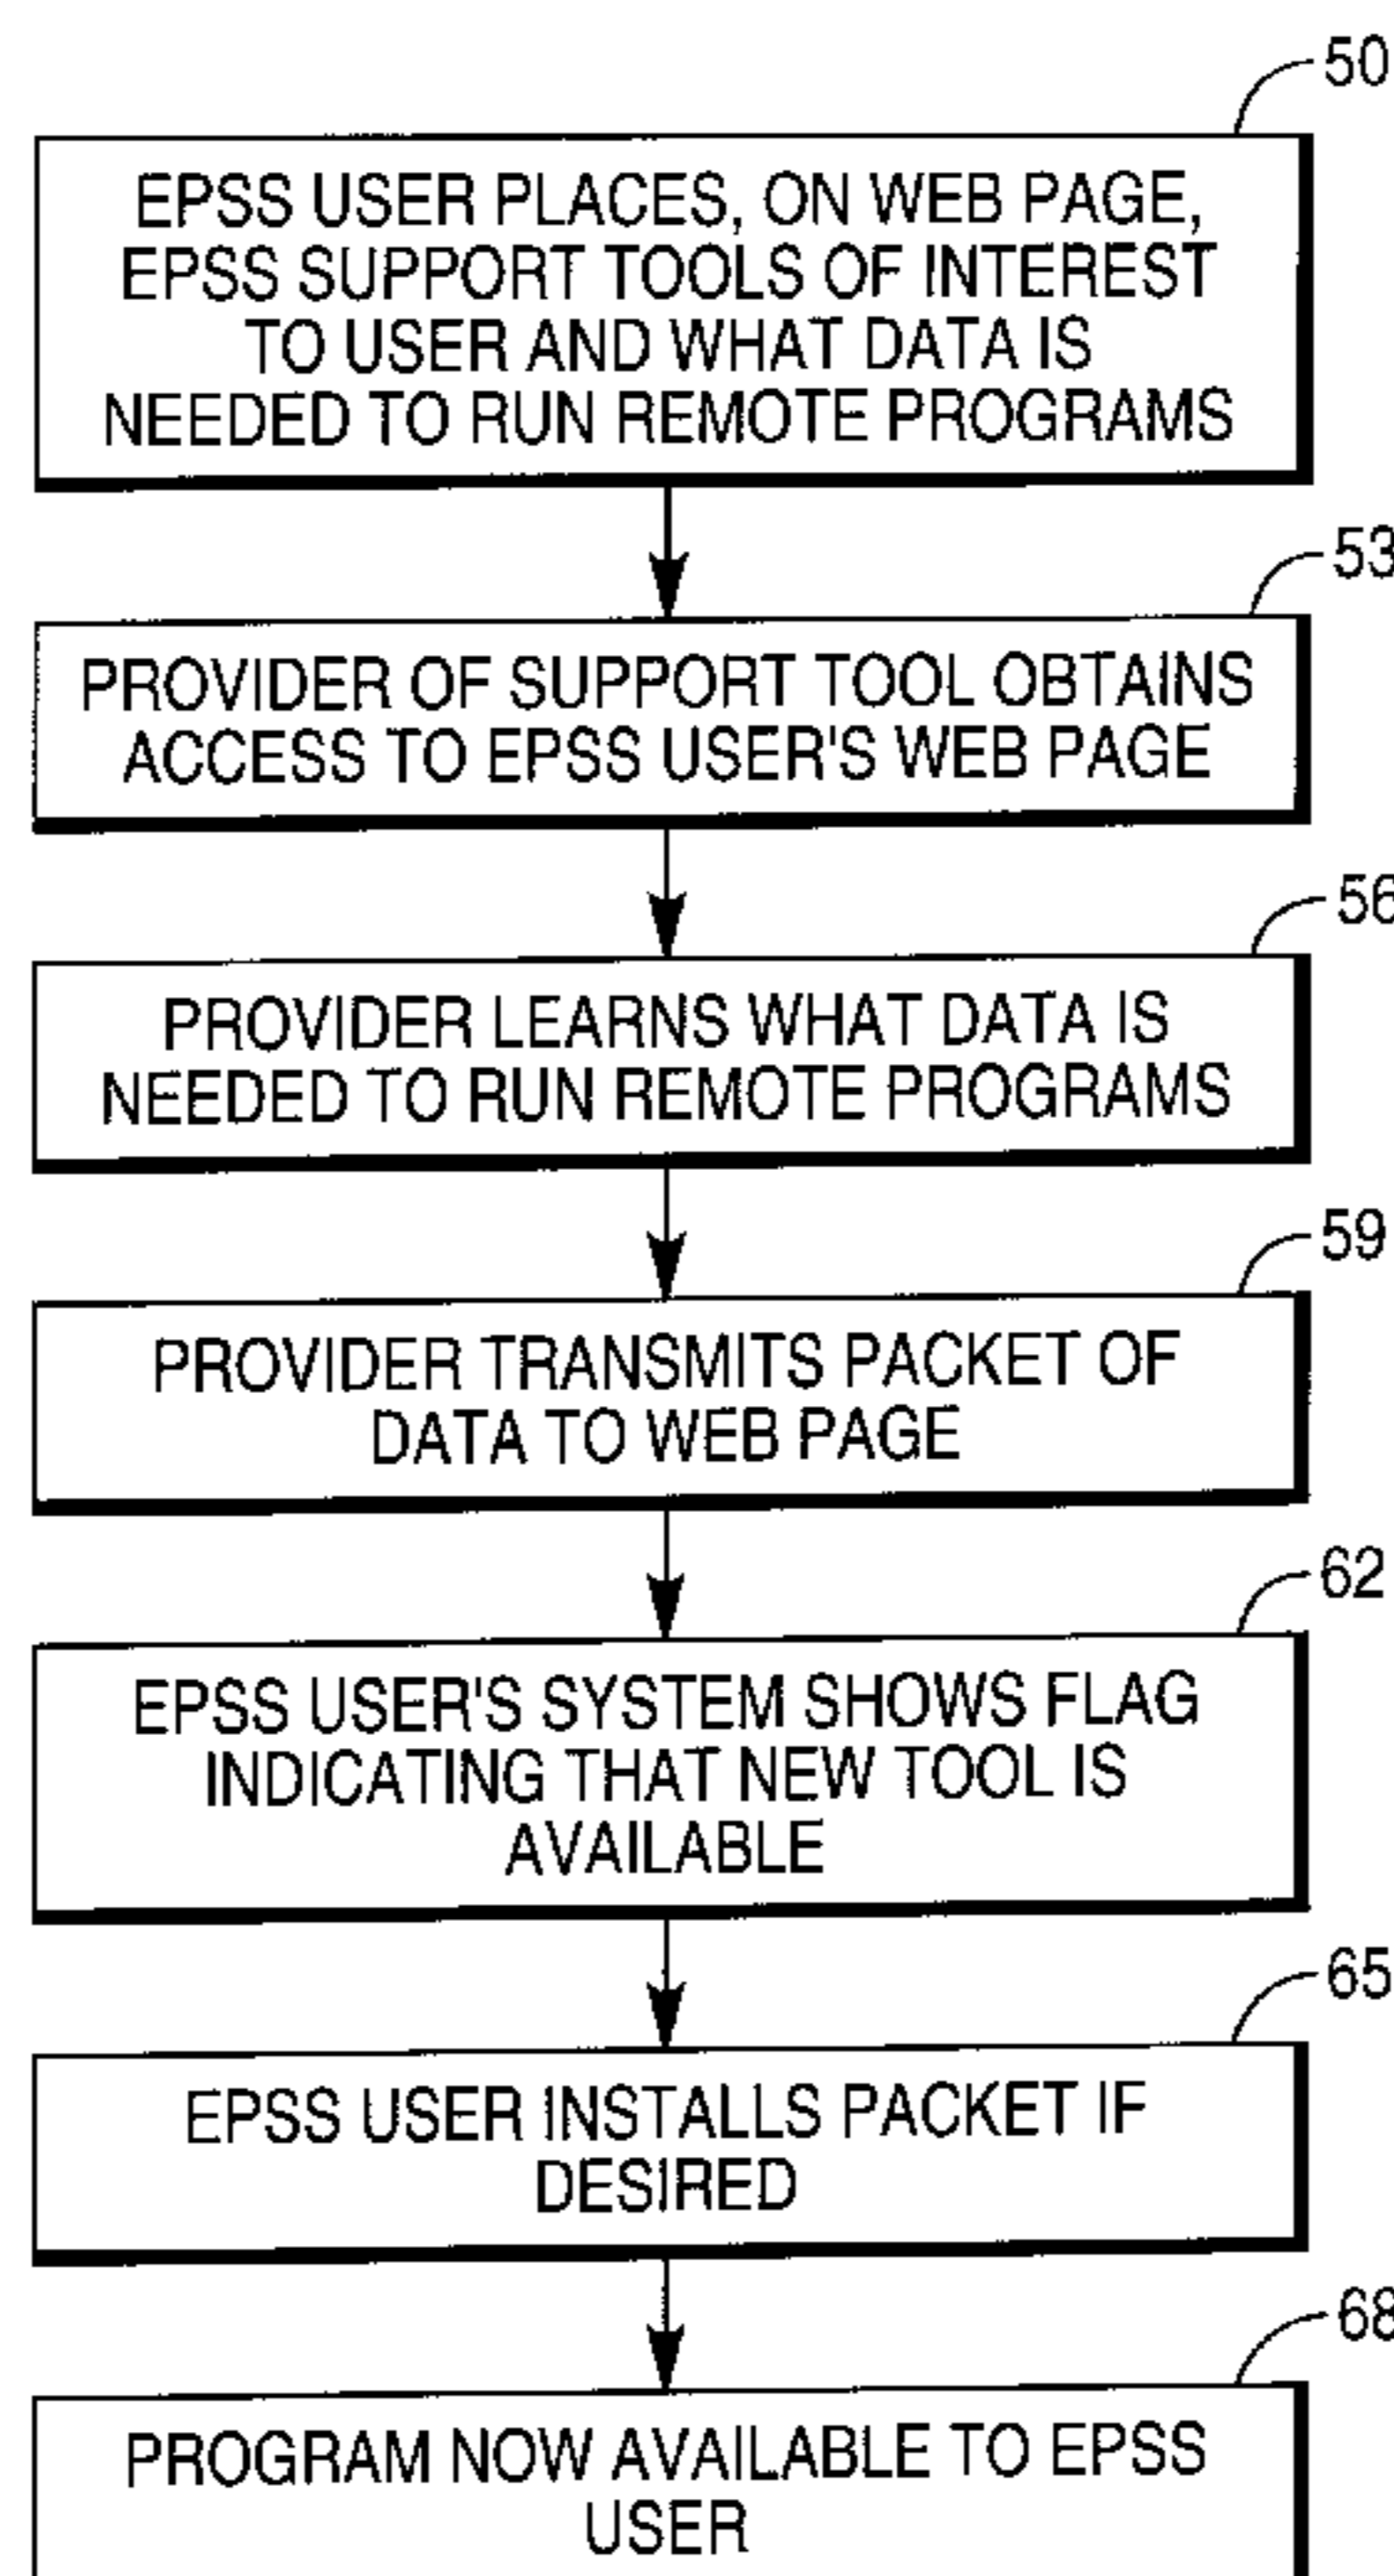 50
EPSS USER PLACES, ON WEB PAGE,
EPSS SUPPORT TOOLS OF INTEREST
TO USER AND WHAT DATA IS
NEEDED TO RUN REMOTE PROGRAMS
53
PROVIDER OF SUPPORT TOOL OBTAINS
ACCESS TO EPSS USER'S WEB PAGE
56
PROVIDER LEARNS WHAT DATA IS
NEEDED TO RUN REMOTE PROGRAMS
59
PROVIDER TRANSMITS PACKET OF
DATA TO WEB PAGE
62
EPSS USER'S SYSTEM SHOWS FLAG
INDICATING THAT NEW TOOL IS
AVAILABLE
65
EPSS USER INSTALLS PACKET IF
DESIRED
68
PROGRAM NOW AVAILABLE TO EPSS
USER